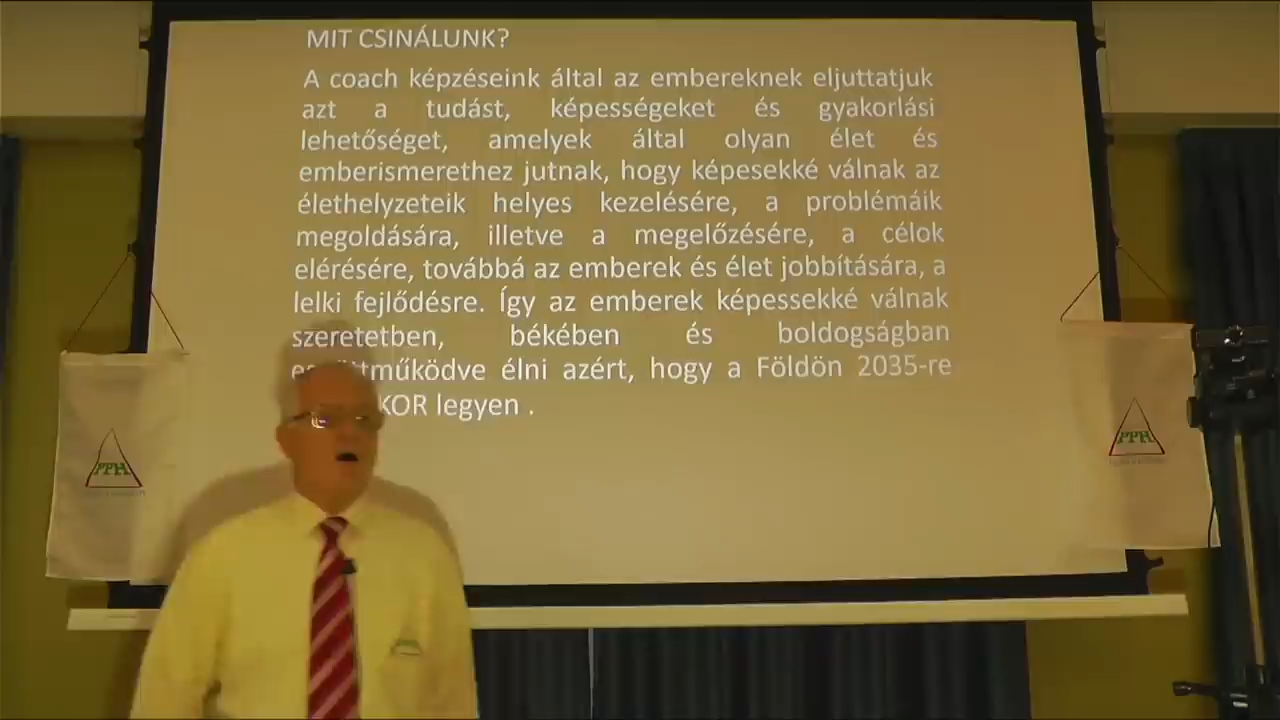 MIT CSINÁLUNK?
A coach képzéseink által az embereknek eljuttatjuk
azt a tudást, képességeket és gyakorlási
lehetőséget, amelyek által olyan élet és
emberismerethez jutnak, hogy képesekké válnak az
élethelyzeteik helyes kezelésére, a problémáik
megoldására, illetve a megelőzésére, a célok
elérésére, továbbá az emberek és élet jobbítására, a
lelki fejlődésre. Így az emberek képessekké válnak
szeretetben, békében és boldogságban
élni azért, hogy a Földön 2035-re
legyen .
PPH
PPH